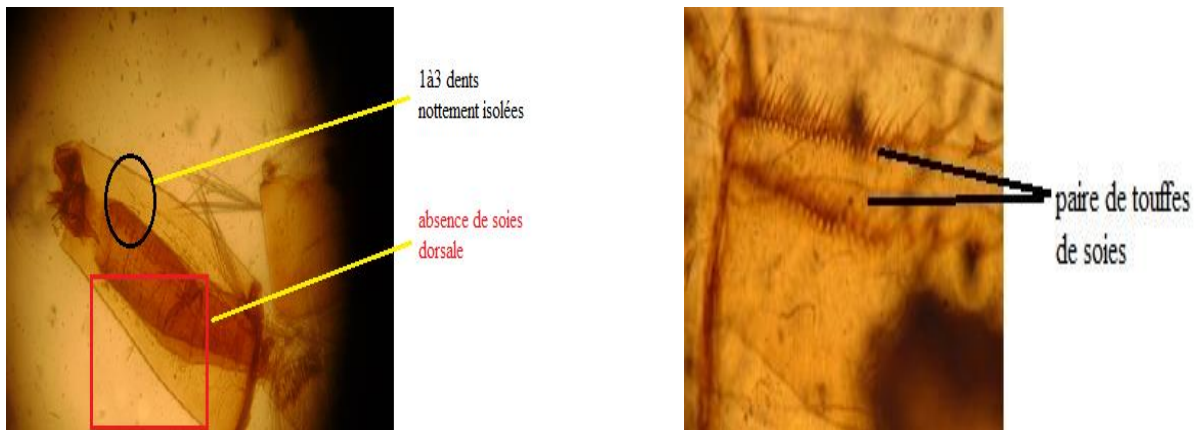 1à3 dents
nottement isolées
absence de soies
dorsale
paire de touffes
de soies